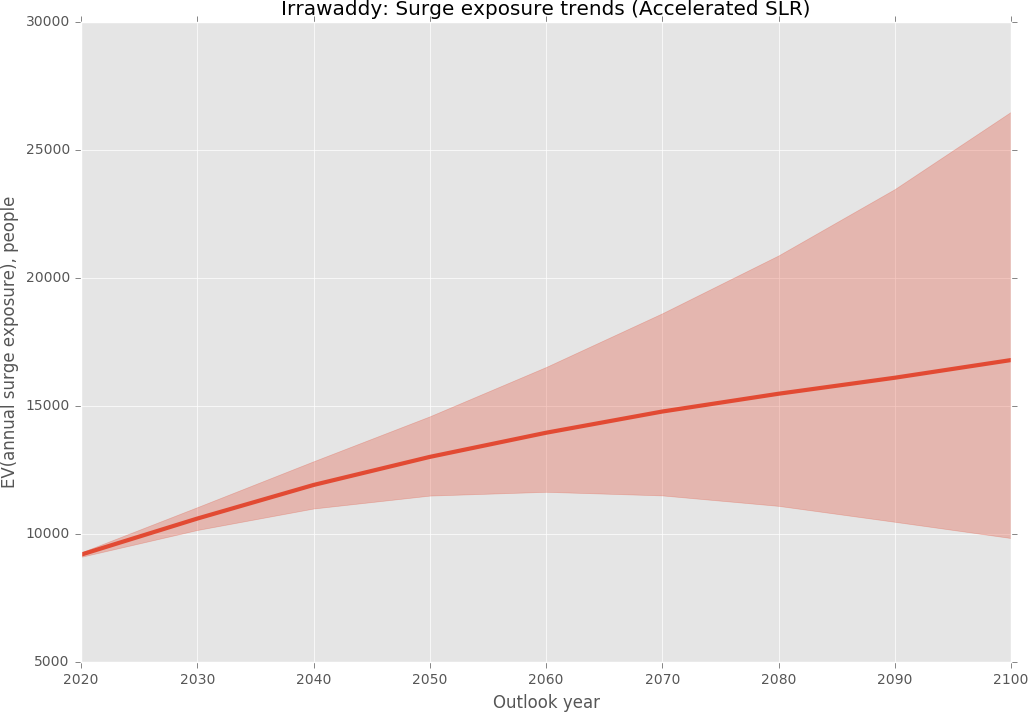 Irrawaddy: Surge exposure trends (Accelerated SLR)
30000
25000
20000
15000
10000
5000
EV(annual surge exposure), people
2020 2030 2040 2050 2060 2070 2080 2090 2100
Outlook year